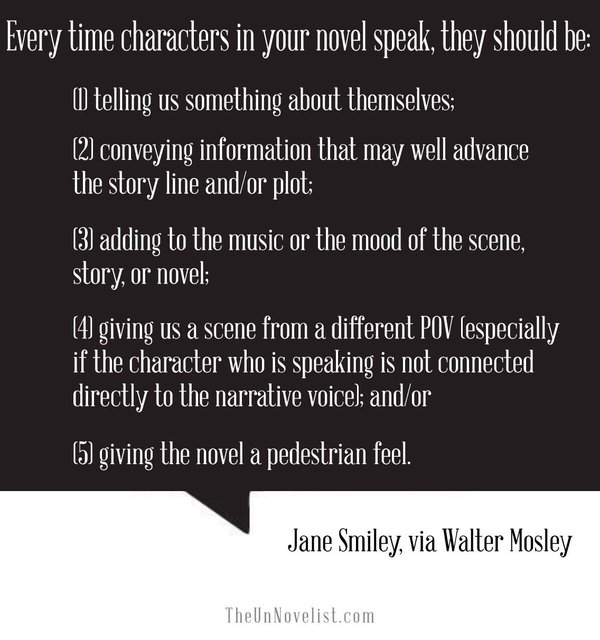 Every time characters in your novel speak, they should be:
(1) telling us something about themselves;
(2) conveying information that may well advance
the story line and/or plot;
(3) adding to the music or the mood of the scene,
story, or novel;
(4) giving us a scene from a different POV (especially
if the character who is speaking is not connected
directly to the narrative voice); and/or
(5) giving the novel a pedestrian feel.
Jane Smiley, via Walter Mosley
TheUnNovelist.com